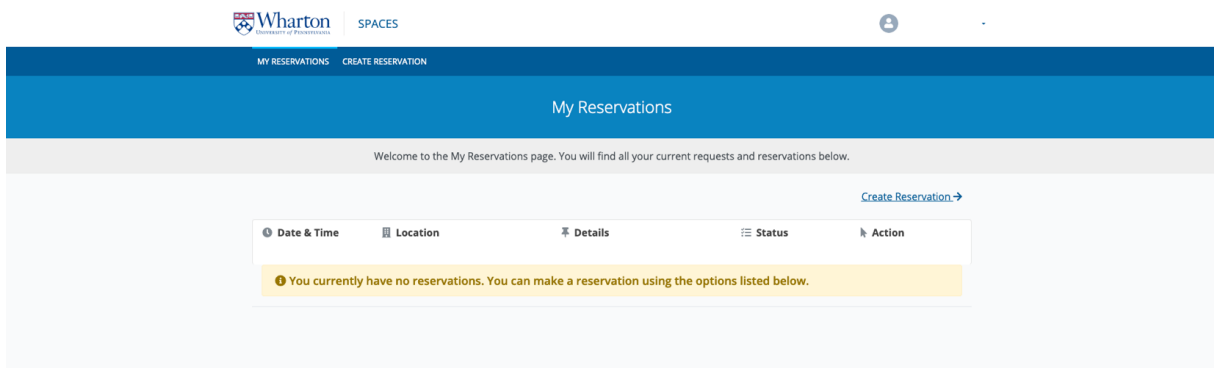 Wharton
University of Pennsylvania
SPACES
MY RESERVATIONS CREATE RESERVATION
My Reservations
Welcome to the My Reservations page. You will find all your current requests and reservations below.
Create Reservation
Date & Time Location Details Status Action
You currently have no reservations. You can make a reservation using the options listed below.